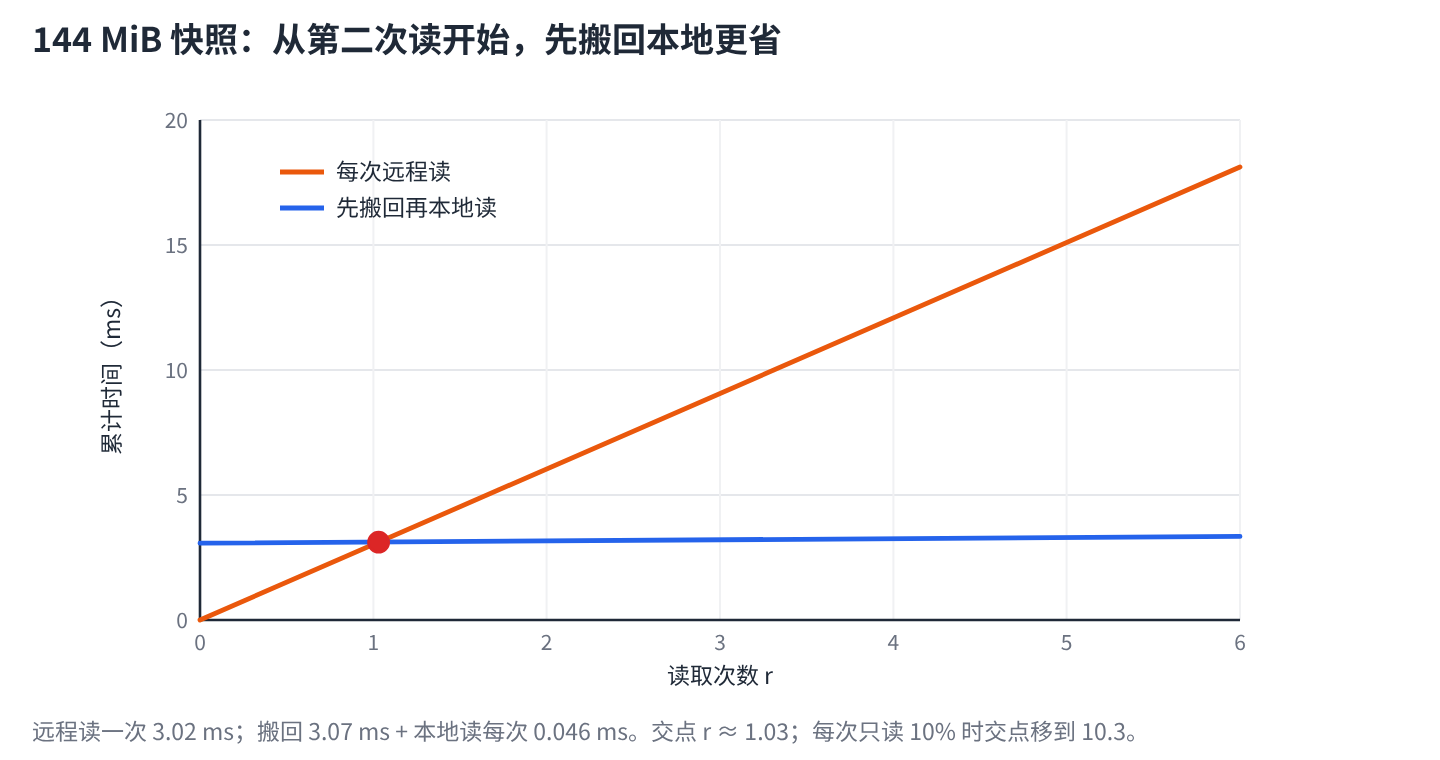 144 MiB 快照：从第二次读开始，先搬回本地更省
20
每次远程读
先搬回再本地读
15
累计时间（ms）
10
5
0
0 1 2 3 4 5 6
读取次数 r
远程读一次 3.02 ms；搬回 3.07 ms + 本地读每次 0.046 ms。交点 r ≈ 1.03；每次只读 10% 时交点移到 10.3。